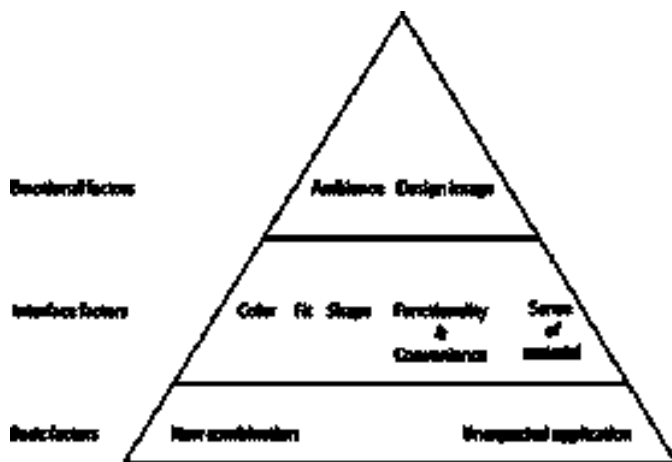 Emotional factors
Ambience Design image
Interface factors
Color Fit Shape Functionality & Convenience Sense of material
Basic factors
New combination Unexpected application